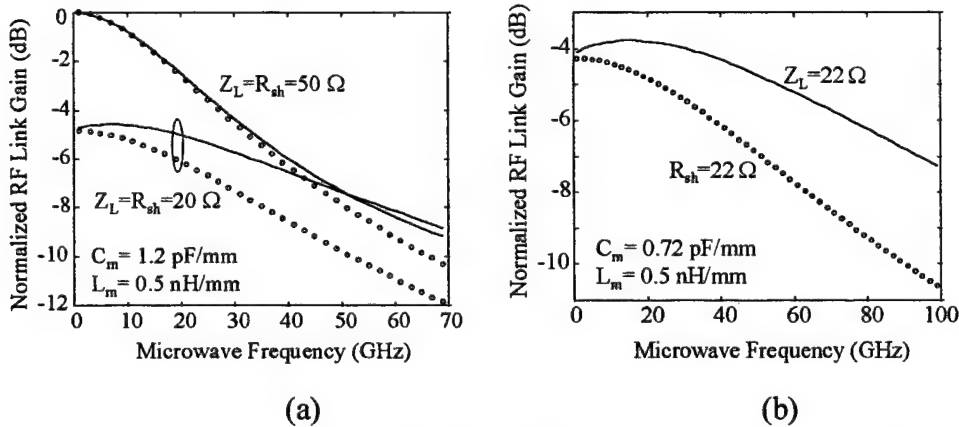 Normalized RF Link Gain (dB)
0
-2
-4
-6
-8
-10
-12
Z_L=R_sh=50 Ω
Z_L=R_sh=20 Ω
C_m= 1.2 pF/mm
L_m= 0.5 nH/mm
0 10 20 30 40 50 60 70
Microwave Frequency (GHz)
(a)
Normalized RF Link Gain (dB)
-4
-6
-8
-10
Z_L=22 Ω
R_sh=22 Ω
C_m= 0.72 pF/mm
L_m= 0.5 nH/mm
0 20 40 60 80 100
Microwave Frequency (GHz)
(b)